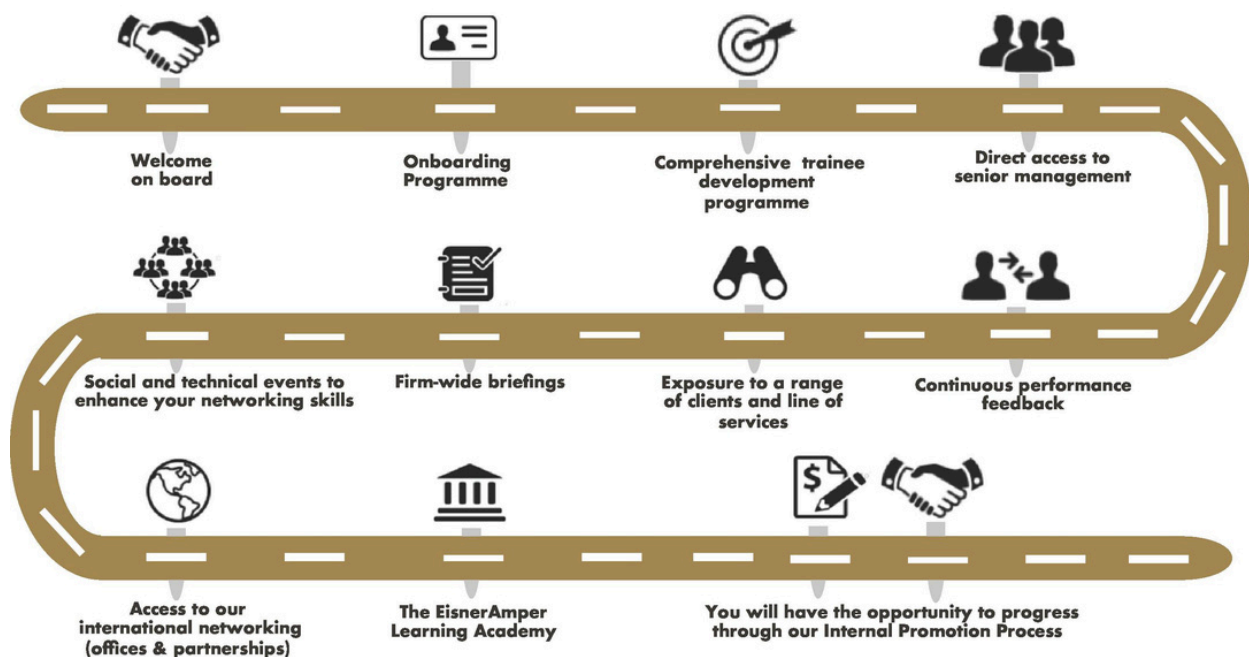 Welcome
on board
Onboarding
Programme
Comprehensive trainee
development
programme
Direct access to
senior management
Social and technical events to
enhance your networking skills
Firm-wide briefings
Exposure to a range
of clients and line of
services
Continuous performance
feedback
$
Access to our
international networking
(offices & partnerships)
The EisnerAmper
Learning Academy
You will have the opportunity to progress
through our Internal Promotion Process